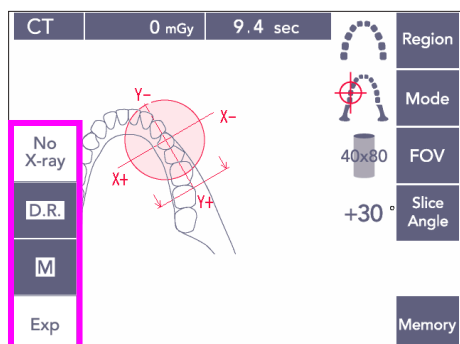 CT 0 mGy 9.4 sec
Region
Mode
40x80 FOV
+30° Slice
Angle
Memory
No
X-ray
D.R.
M
Exp
Y-
X-
X+
Y+